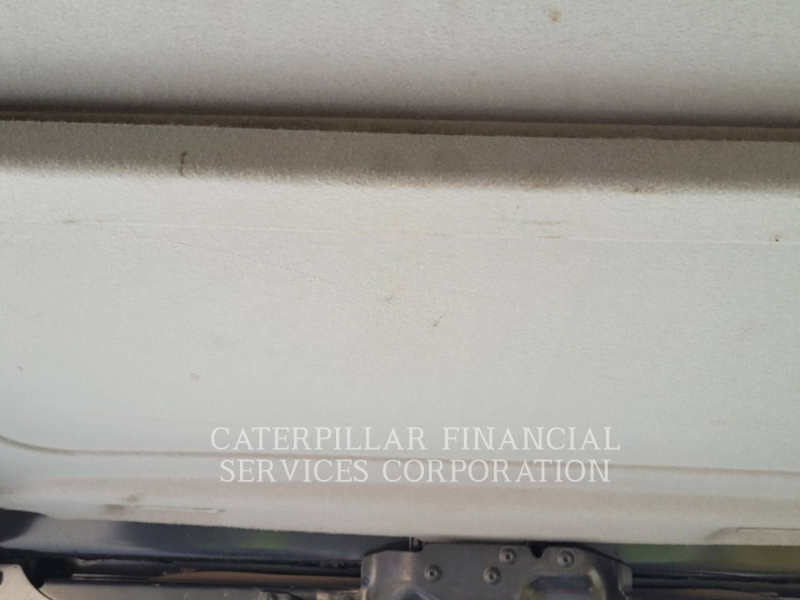 CATERPILLAR FINANCIAL
SERVICES CORPORATION